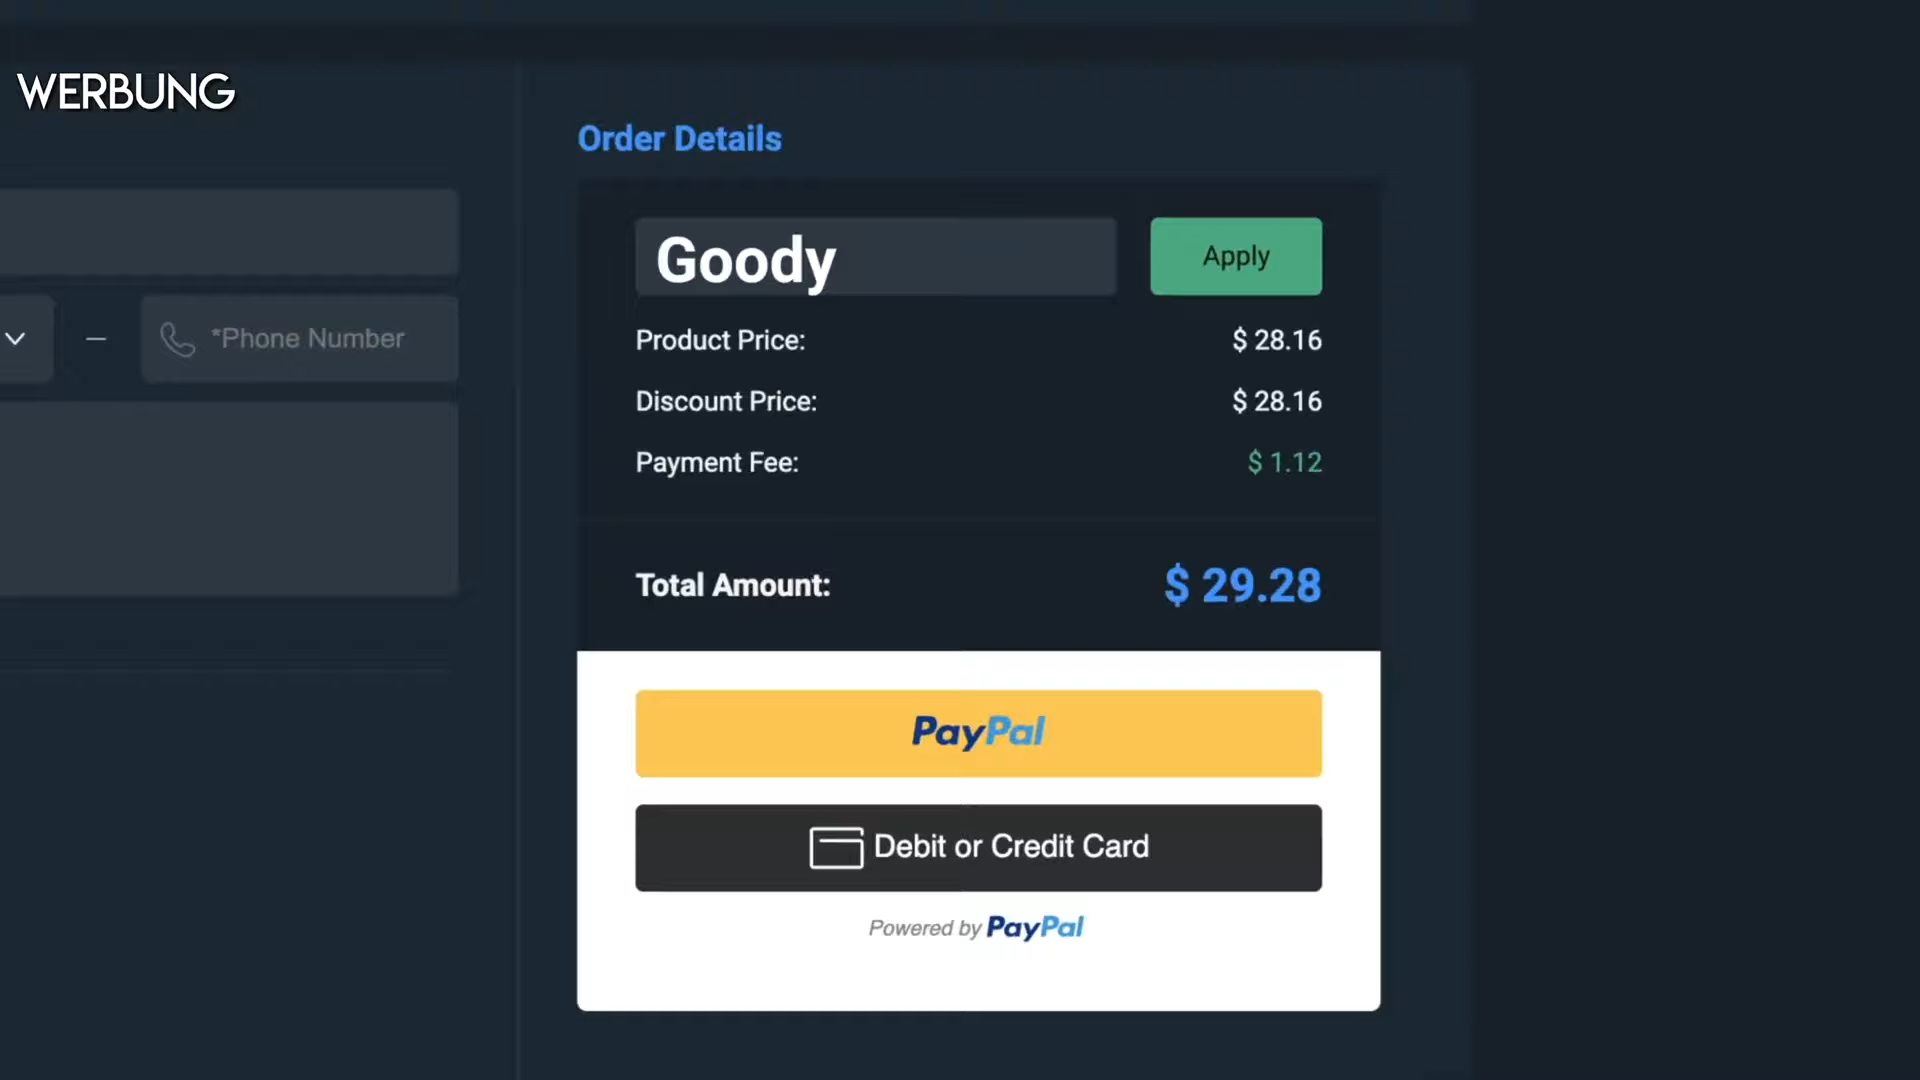 WERBUNG
Order Details
Goody
Apply
Product Price: $ 28.16
Discount Price: $ 28.16
Payment Fee: $ 1.12
Total Amount: $ 29.28
*Phone Number
PayPal
Debit or Credit Card
Powered by PayPal